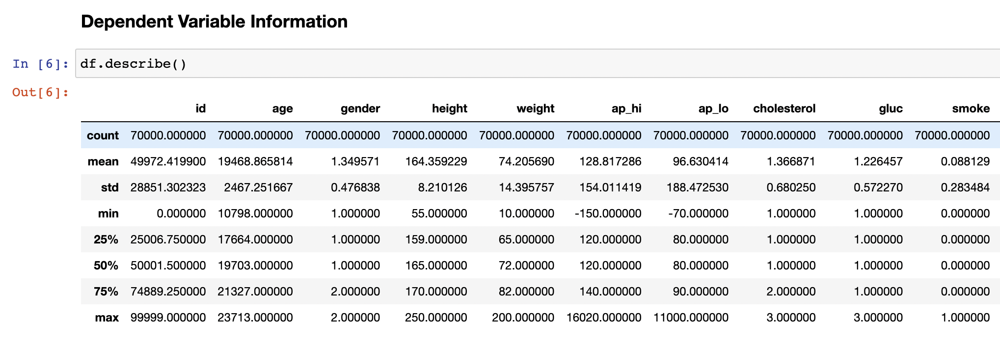 Dependent Variable Information
In [6]: df.describe()
Out[6]:
id age gender height weight ap_hi ap_lo cholesterol gluc smoke
count 70000.000000 70000.000000 70000.000000 70000.000000 70000.000000 70000.000000 70000.000000 70000.000000 70000.000000 70000.000000
mean 49972.419900 19468.865814 1.349571 164.359229 74.205690 128.817286 96.630414 1.366871 1.226457 0.088129
std 28851.302323 2467.251667 0.476838 8.210126 14.395757 154.011419 188.472530 0.680250 0.572270 0.283484
min 0.000000 10798.000000 1.000000 55.000000 10.000000 -150.000000 -70.000000 1.000000 1.000000 0.000000
25% 25006.750000 17664.000000 1.000000 159.000000 65.000000 120.000000 80.000000 1.000000 1.000000 0.000000
50% 50001.500000 19703.000000 1.000000 165.000000 72.000000 120.000000 80.000000 1.000000 1.000000 0.000000
75% 74889.250000 21327.000000 2.000000 170.000000 82.000000 140.000000 90.000000 2.000000 1.000000 0.000000
max 99999.000000 23713.000000 2.000000 250.000000 200.000000 16020.000000 11000.000000 3.000000 3.000000 1.000000